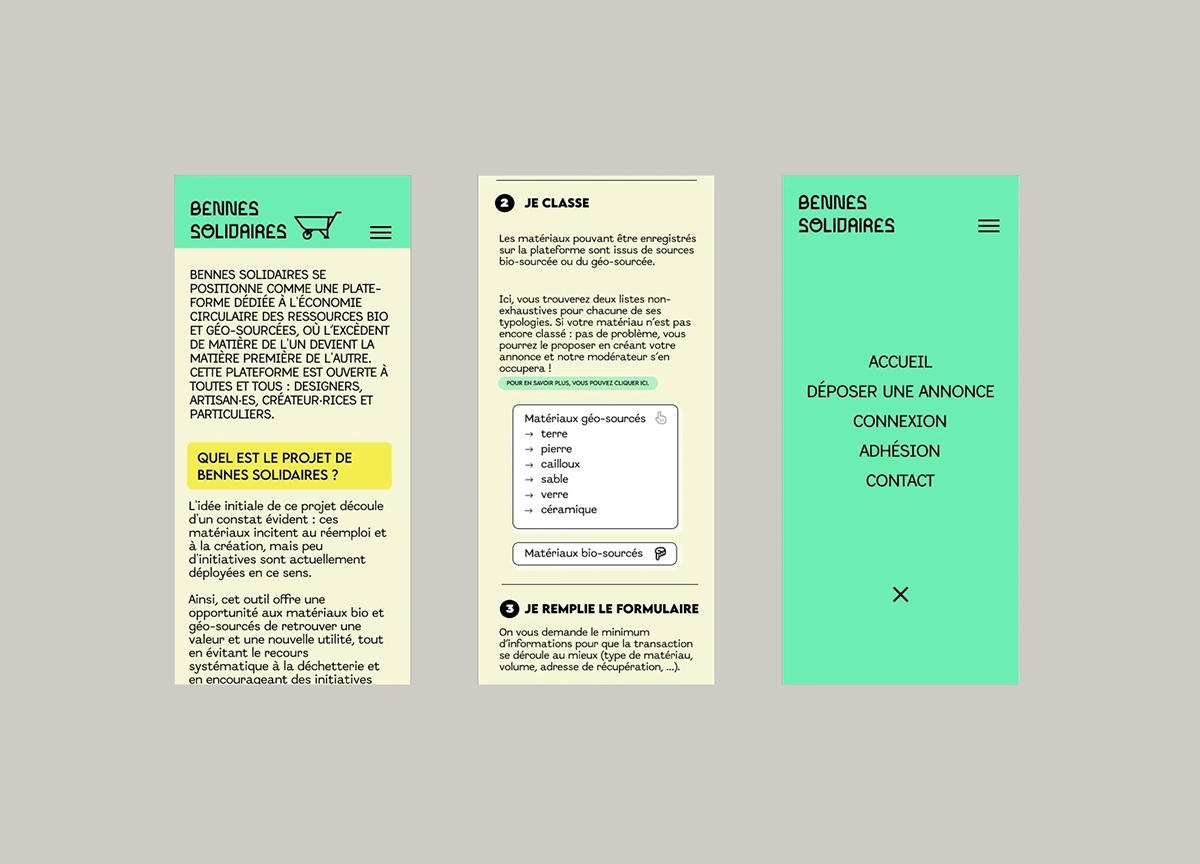 BENNES
SOLIDAIRES
BENNES SOLIDAIRES SE
POSITIONNE COMME UNE PLATE-
FORME DÉDIÉE À L'ÉCONOMIE
CIRCULAIRE DES RESSOURCES BIO
ET GÉO-SOURCÉES, OÙ L'EXCÈDENT
DE MATIÈRE DE L'UN DEVIENT LA
MATIÈRE PREMIÈRE DE L'AUTRE.
CETTE PLATEFORME EST OUVERTE À
TOUTES ET TOUS : DESIGNERS,
ARTISAN·ES, CRÉATEUR·RICES ET
PARTICULIERS.
QUEL EST LE PROJET DE
BENNES SOLIDAIRES ?
L'idée initiale de ce projet découle
d'un constat évident : ces
matériaux incitent au réemploi et
à la création, mais peu
d'initiatives sont actuellement
déployées en ce sens.
Ainsi, cet outil offre une
opportunité aux matériaux bio et
géo-sourcés de retrouver une
valeur et une nouvelle utilité, tout
en évitant le recours
systématique à la déchetterie et
en encourageant des initiatives
2 JE CLASSE
Les matériaux pouvant être enregistrés
sur la plateforme sont issus de sources
bio-sourcée ou du géo-sourcée.
Ici, vous trouverez deux listes non-
exhaustives pour chacune de ses
typologies. Si votre matériau n'est pas
encore classé : pas de problème, vous
pourrez le proposer en créant votre
annonce et notre modérateur s'en
occupera !
POUR EN SAVOIR PLUS, VOUS POUVEZ CLIQUER ICI.
Matériaux géo-sourcés
→ terre
→ pierre
→ cailloux
→ sable
→ verre
→ céramique
Matériaux bio-sourcés
3 JE REMPLIE LE FORMULAIRE
On vous demande le minimum
d'informations pour que la transaction
se déroule au mieux (type de matériau,
volume, adresse de récupération, ...).
BENNES
SOLIDAIRES
ACCUEIL
DÉPOSER UNE ANNONCE
CONNEXION
ADHÉSION
CONTACT